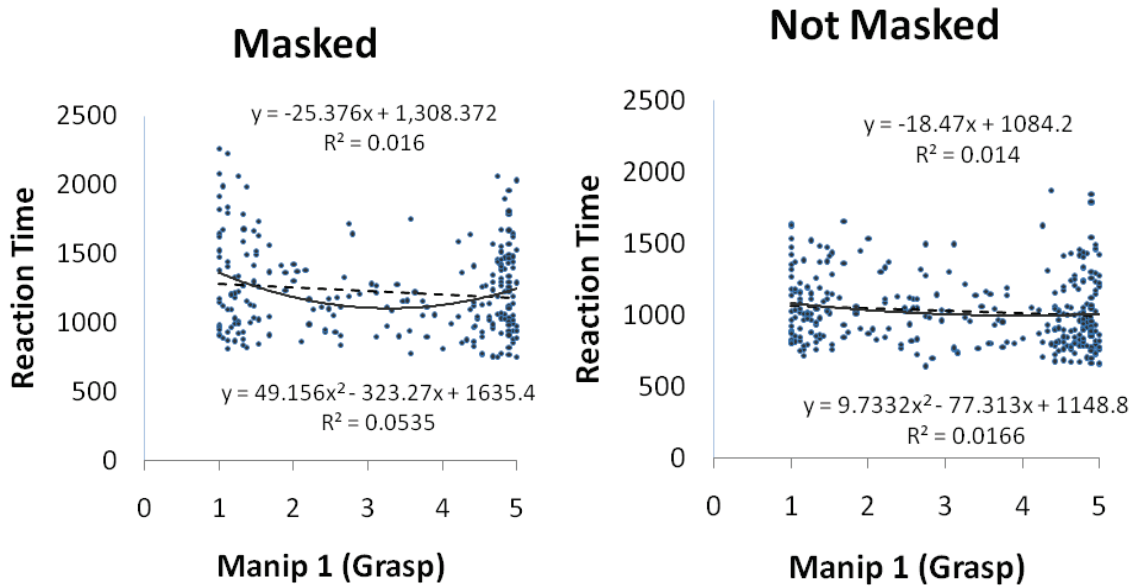 Masked
y = -25.376x + 1,308.372
R² = 0.016
2500
2000
1500
1000
500
0
Reaction Time
y = 49.156x² - 323.27x + 1635.4
R² = 0.0535
0 1 2 3 4 5
Manip 1 (Grasp)
Not Masked
y = -18.47x + 1084.2
R² = 0.014
2500
2000
1500
1000
500
0
Reaction Time
y = 9.7332x² - 77.313x + 1148.8
R² = 0.0166
0 1 2 3 4 5
Manip 1 (Grasp)